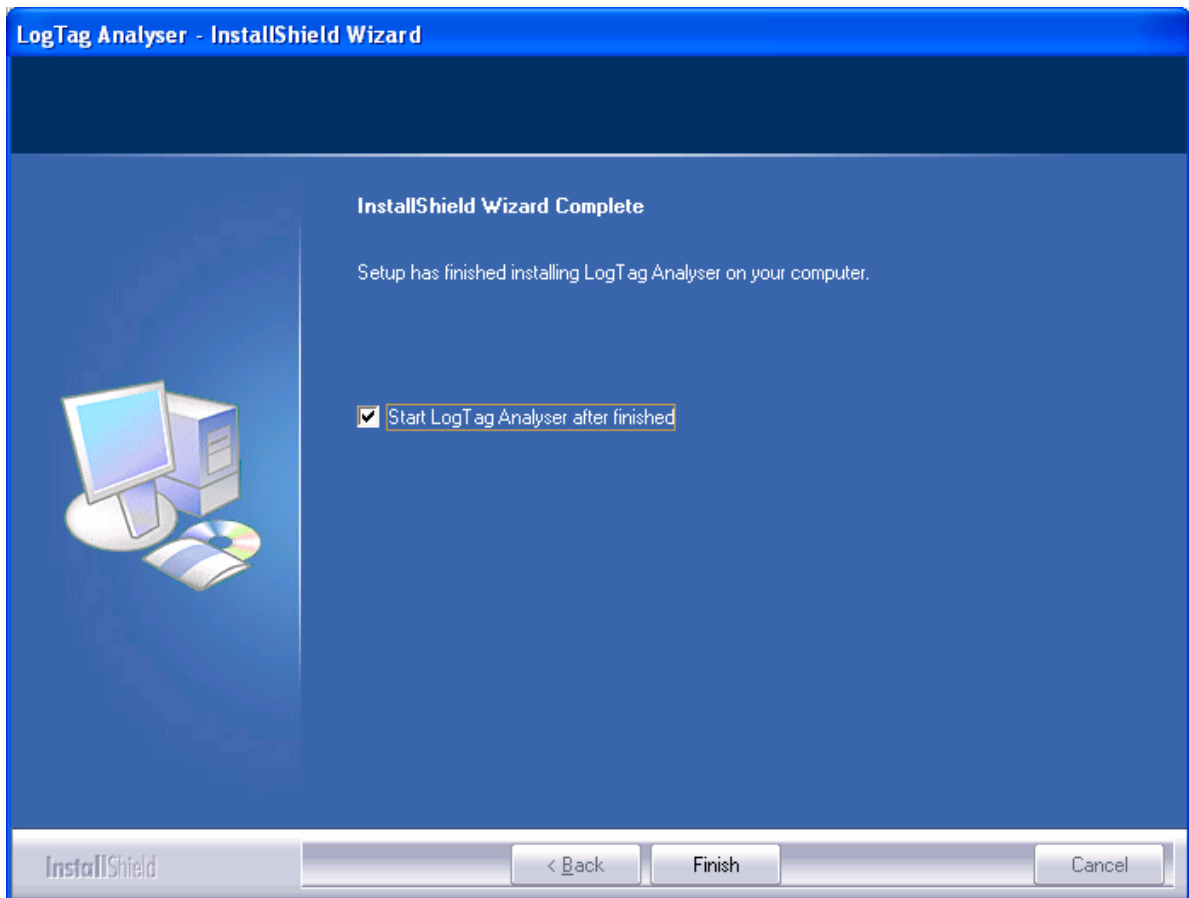 LogTag Analyser - InstallShield Wizard
InstallShield Wizard Complete
Setup has finished installing LogTag Analyser on your computer.
Start LogTag Analyser after finished
InstallShield
< Back
Finish
Cancel